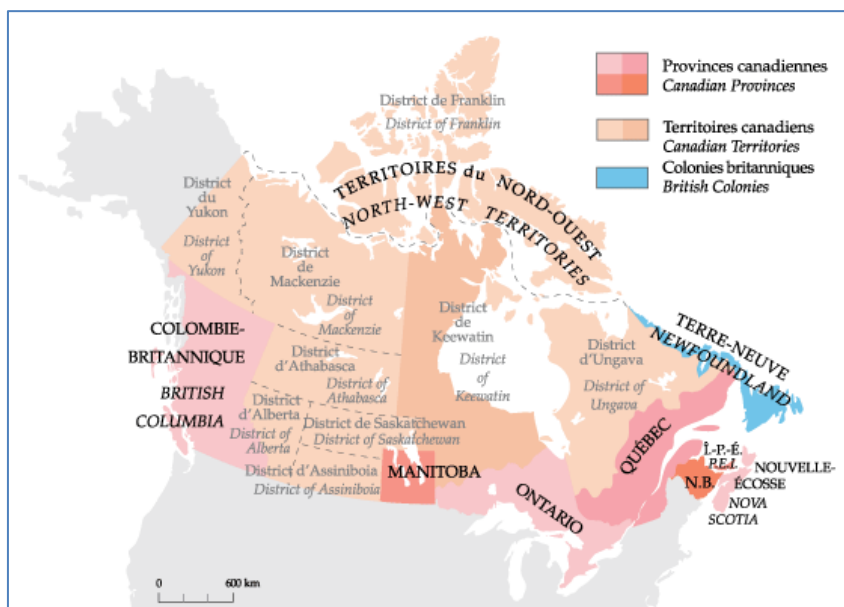 Provinces canadiennes
Canadian Provinces
Territoires canadiens
Canadian Territories
Colonies britanniques
British Colonies
District de Franklin
District of Franklin
TERRITOIRES du NORD-OUEST
NORTH-WEST TERRITORIES
District
du
Yukon
District
of
Yukon
District
de
Mackenzie
District
of
Mackenzie
District
de
Keewatin
District
of
Keewatin
TERRE-NEUVE
NEWFOUNDLAND
COLOMBIE-
BRITANNIQUE
BRITISH
COLUMBIA
District
d'Athabasca
District of
Athabasca
District
d'Ungava
District of
Ungava
District
d'Alberta
District of
Alberta
District de Saskatchewan
District of Saskatchewan
District d'Assiniboia
District of Assiniboia
MANITOBA
ONTARIO
QUÉBEC
Î.-P.-É.
P.E.I.
N.B.
NOUVELLE-
ÉCOSSE
NOVA
SCOTIA
0 600 km